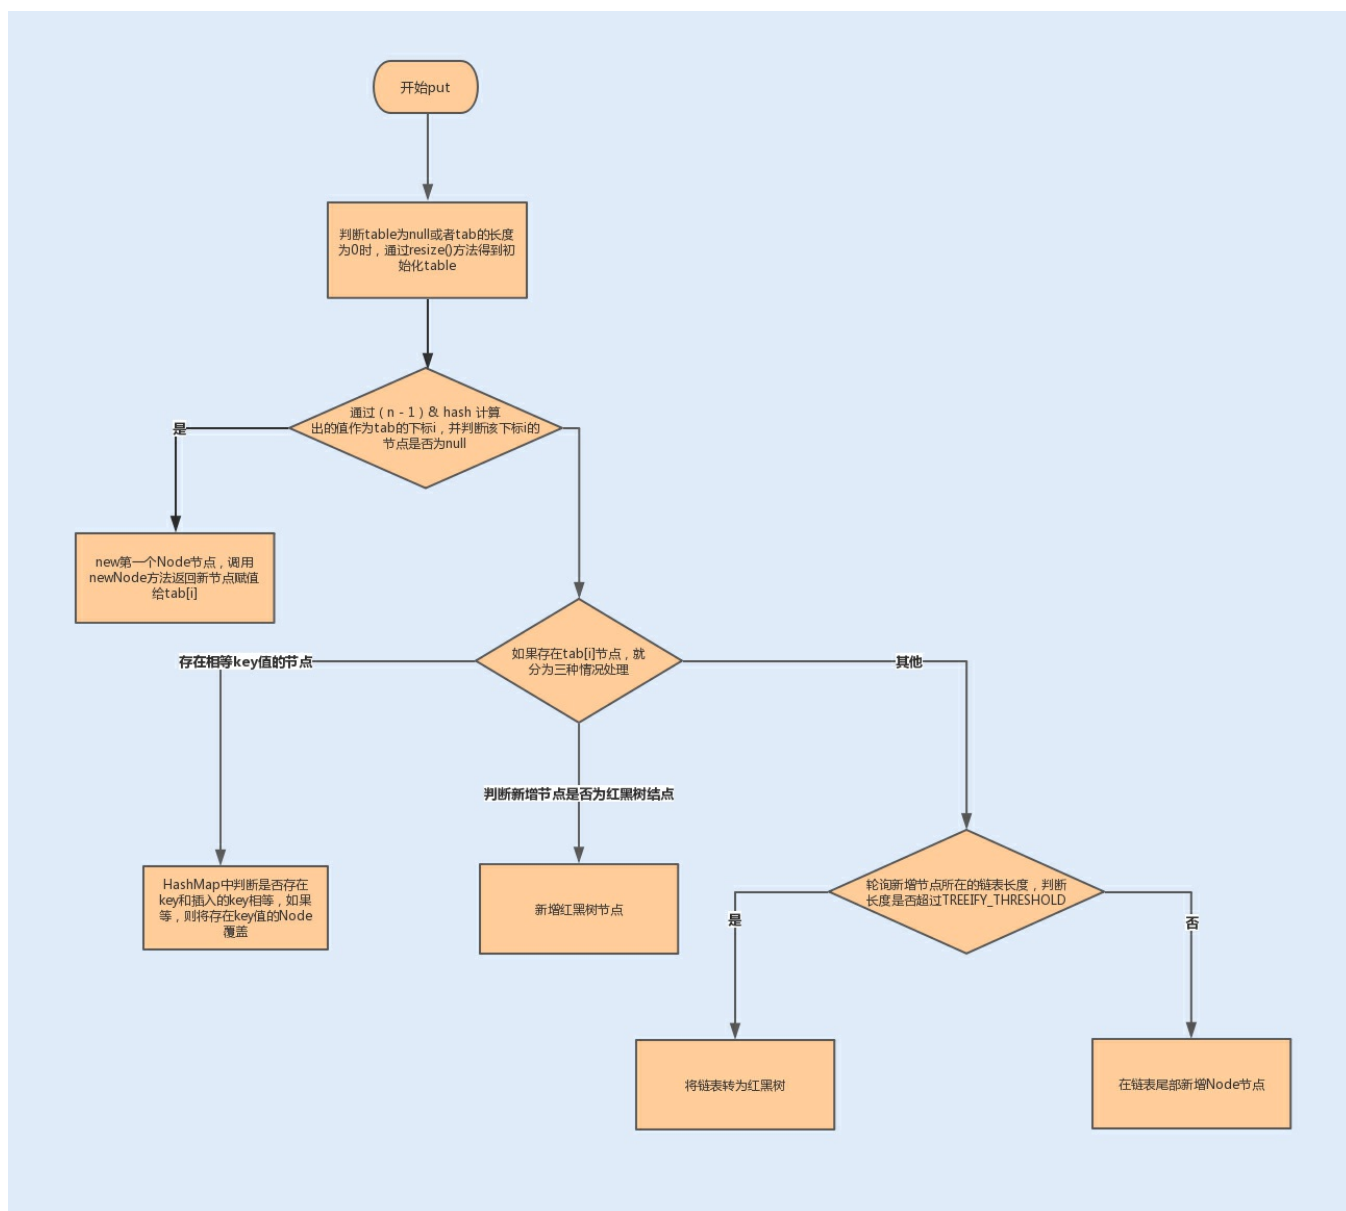 开始put
判断table为null或者tab的长度
为0时，通过resize()方法得到初
始化table
通过（n - 1）& hash 计算
出的值作为tab的下标i，并判断该下标i的
节点是否为null
是
new第一个Node节点，调用
newNode方法返回新节点赋值
给tab[i]
如果存在tab[i]节点，就
分为三种情况处理
存在相等key值的节点
其他
判断新增节点是否为红黑树结点
HashMap中判断是否存在
key和插入的key相等，如果
等，则将存在key值的Node
覆盖
新增红黑树节点
轮询新增节点所在的链表长度，判断
长度是否超过TREEIFY_THRESHOLD
是
否
将链表转为红黑树
在链表尾部新增Node节点